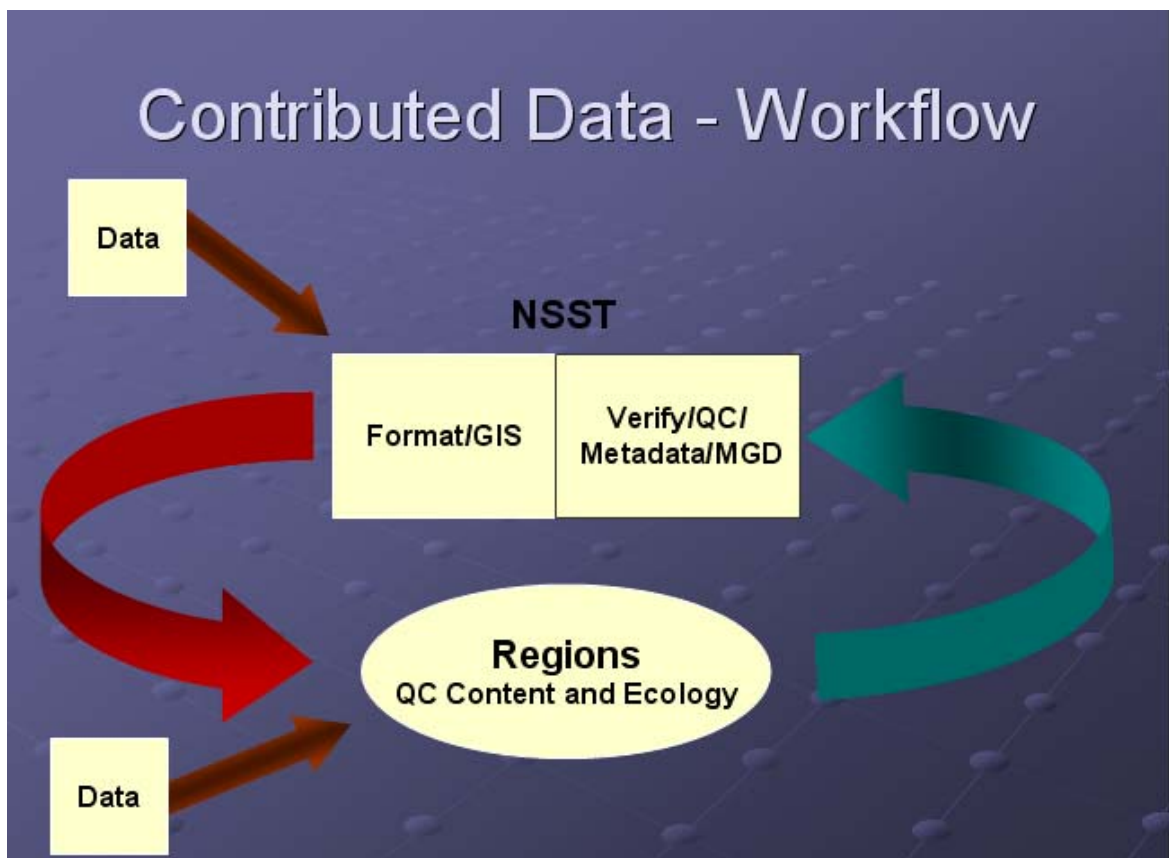 Contributed Data - Workflow
Data
NSST
Format/GIS
Verify/QC/
Metadata/MGD
Regions
QC Content and Ecology
Data